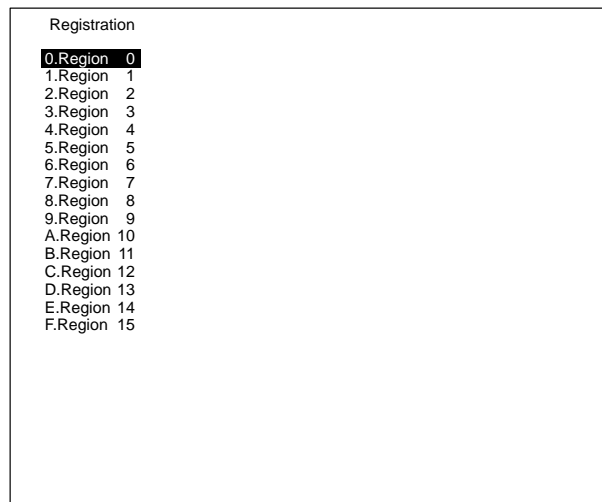 Registration
0.Region 0
1.Region 1
2.Region 2
3.Region 3
4.Region 4
5.Region 5
6.Region 6
7.Region 7
8.Region 8
9.Region 9
A.Region 10
B.Region 11
C.Region 12
D.Region 13
E.Region 14
F.Region 15